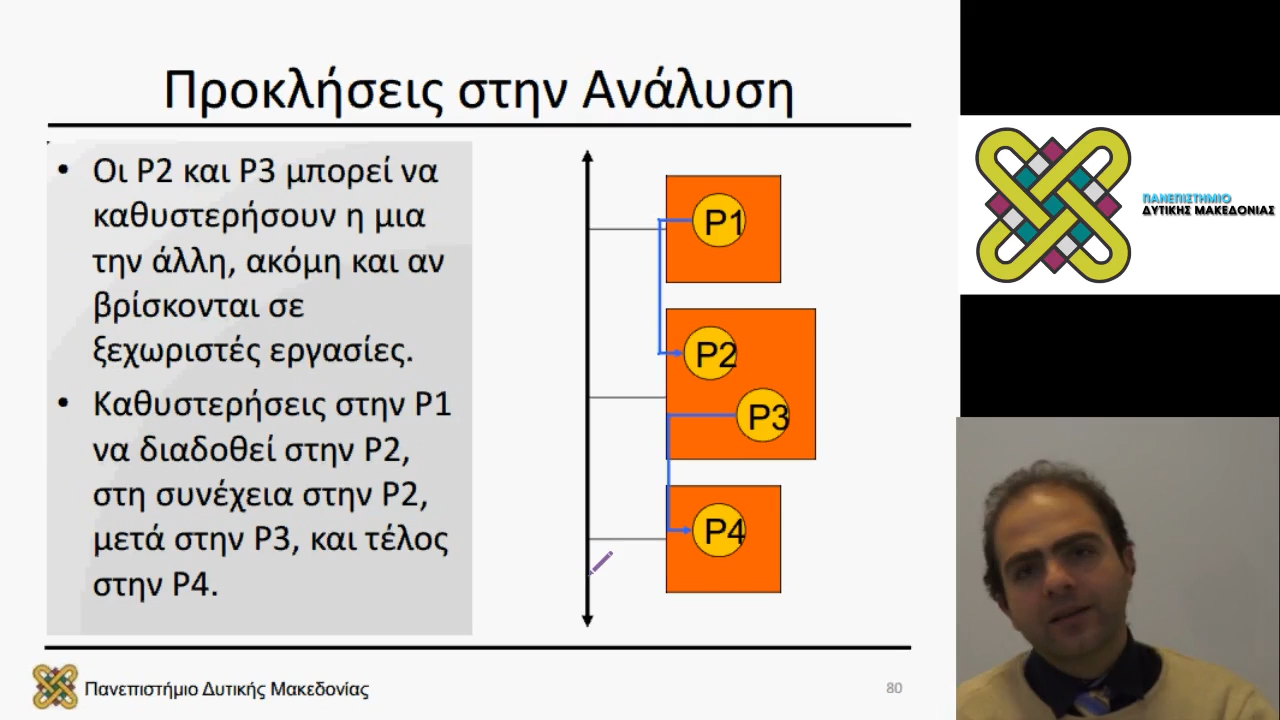 Προκλήσεις στην Ανάλυση
• Οι P2 και P3 μπορεί να
καθυστερήσουν η μια
την άλλη, ακόμη και αν
βρίσκονται σε
ξεχωριστές εργασίες.
• Καθυστερήσεις στην P1
να διαδοθεί στην P2,
στη συνέχεια στην P2,
μετά στην P3, και τέλος
στην P4.
P1
P2
P3
P4
Πανεπιστήμιο Δυτικής Μακεδονίας
80
ΠΑΝΕΠΙΣΤΗΜΙΟ
ΔΥΤΙΚΗΣ ΜΑΚΕΔΟΝΙΑΣ